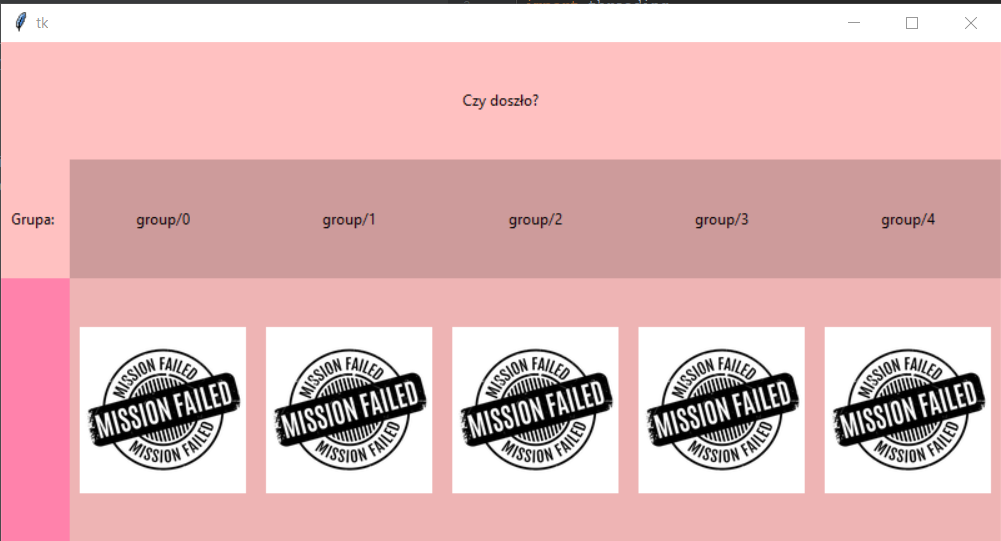 import threading
tk
Czy doszło?
Grupa: group/0 group/1 group/2 group/3 group/4
MISSION FAILED MISSION FAILED MISSION FAILED MISSION FAILED MISSION FAILED
MISSION FAILED MISSION FAILED MISSION FAILED MISSION FAILED MISSION FAILED
MISSION FAILED MISSION FAILED MISSION FAILED MISSION FAILED MISSION FAILED